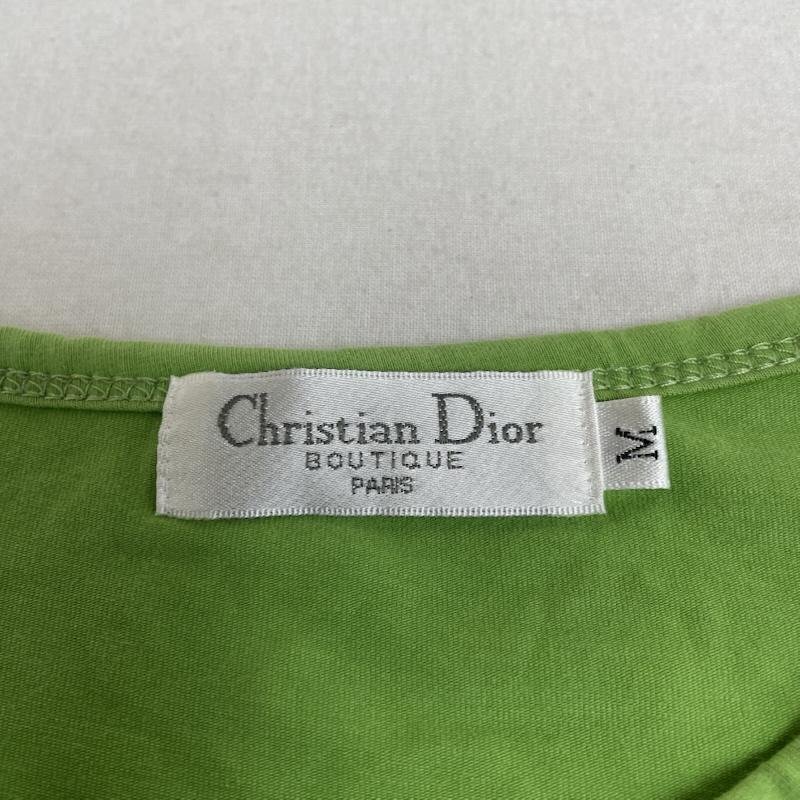 Christian Dior
BOUTIQUE
PARIS
M